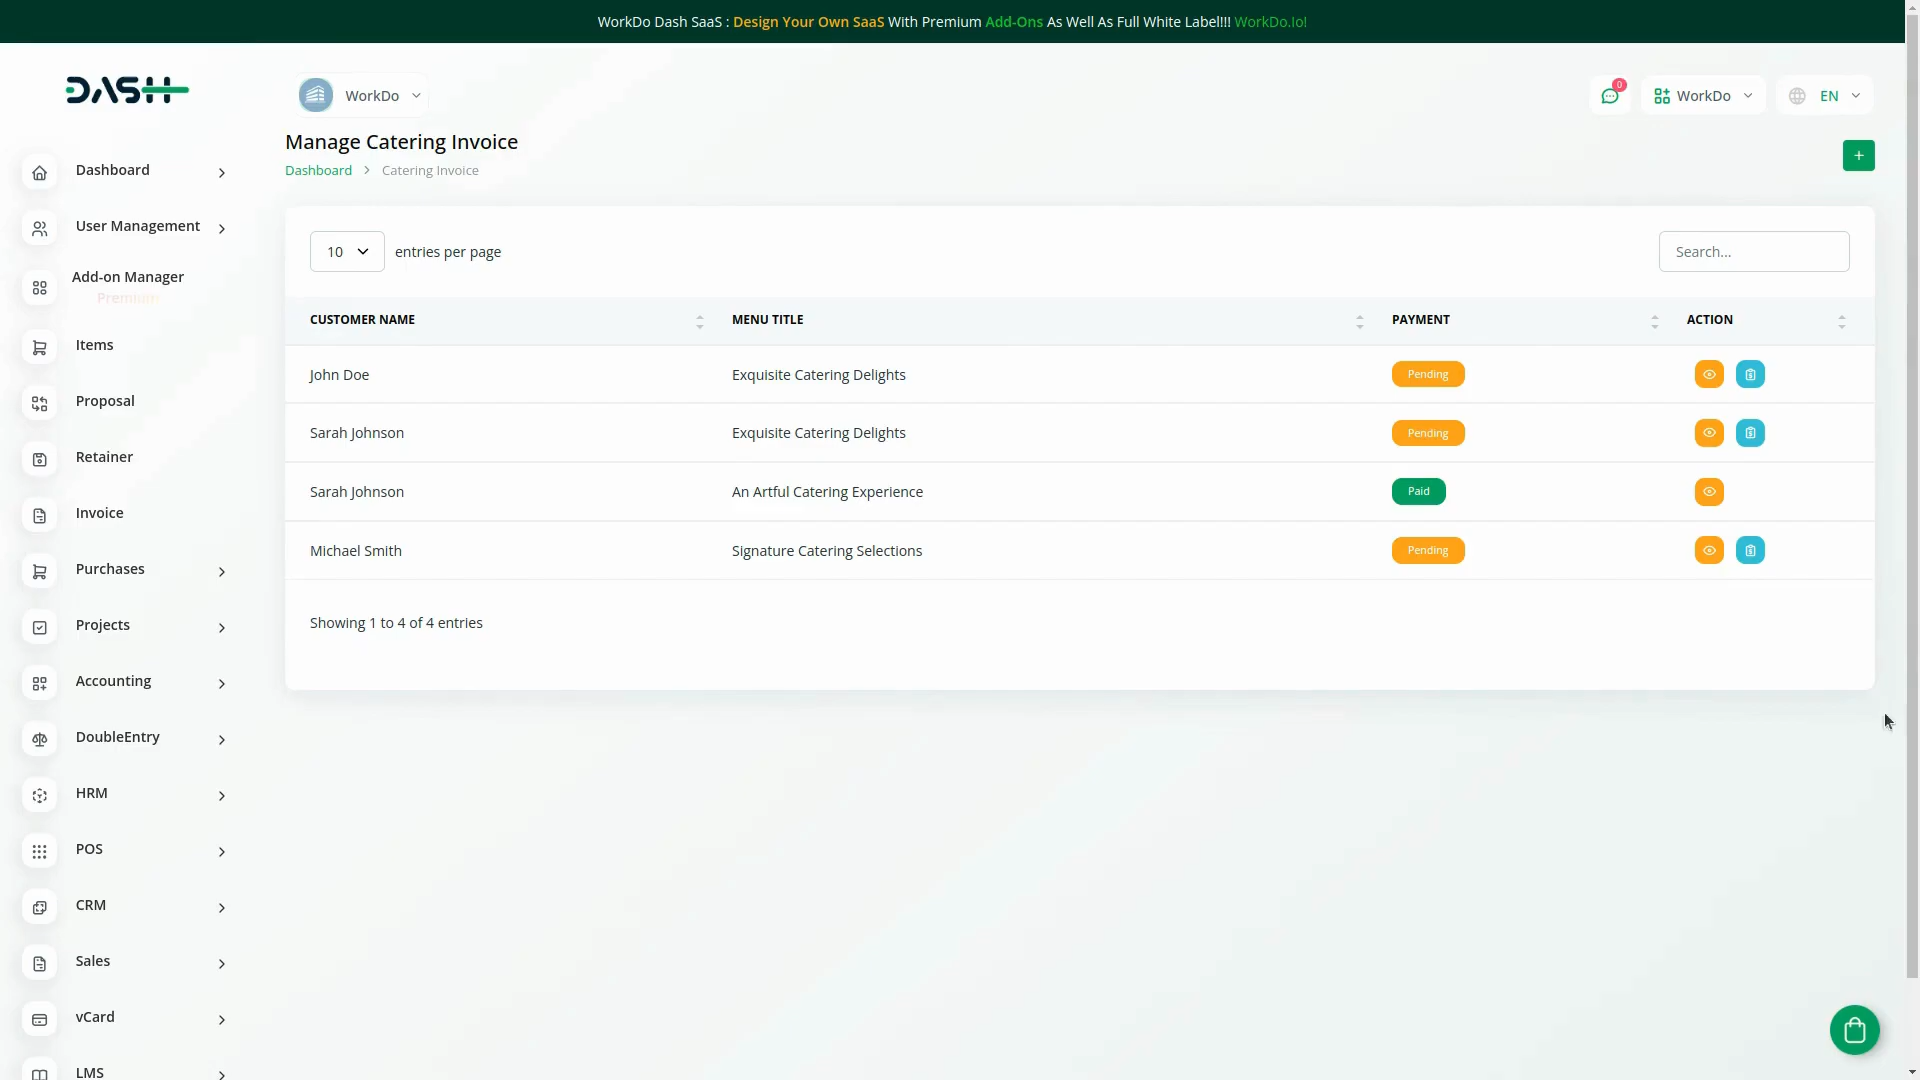 WorkDo Dash SaaS : Design Your Own SaaS With Premium Add-Ons As Well As Full White Label!!! WorkDo.Io!
DASH
WorkDo
0
WorkDo
EN
Manage Catering Invoice
Dashboard > Catering Invoice
+
Dashboard
User Management
Add-on Manager
Premium
Items
Proposal
Retainer
Invoice
Purchases
Projects
Accounting
DoubleEntry
HRM
POS
CRM
Sales
vCard
LMS
10 entries per page
Search...
CUSTOMER NAME MENU TITLE PAYMENT ACTION
John Doe Exquisite Catering Delights Pending
Sarah Johnson Exquisite Catering Delights Pending
Sarah Johnson An Artful Catering Experience Paid
Michael Smith Signature Catering Selections Pending
Showing 1 to 4 of 4 entries